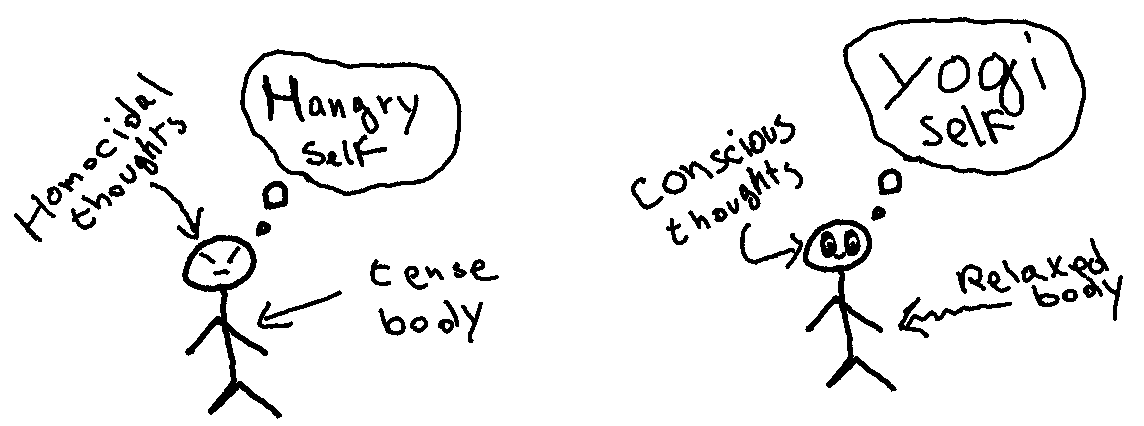 Homocidal
thoughts
Hangry
Self
tense
body
Conscious
thoughts
Yogi
Self
Relaxed
body